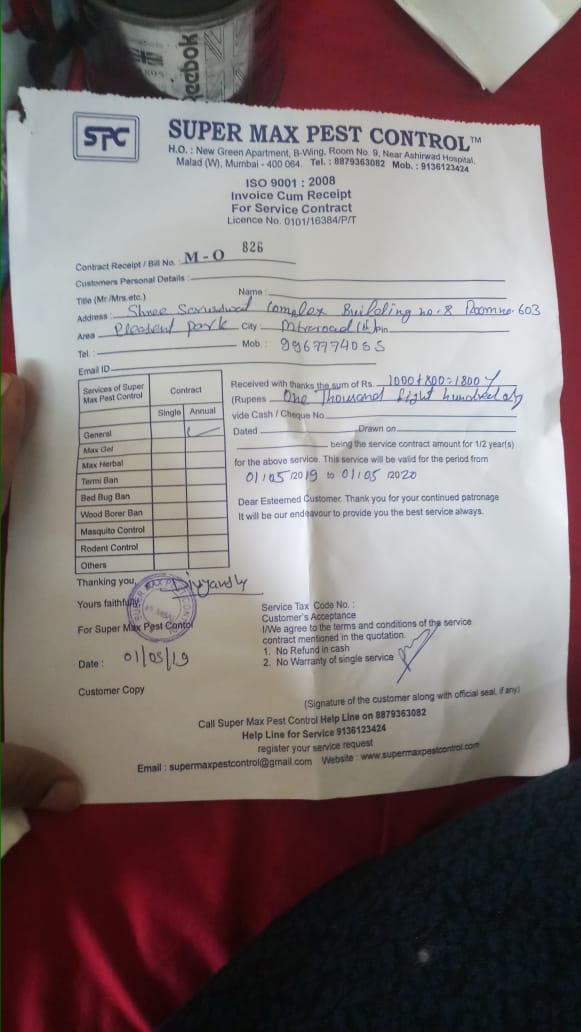 Reebok
SPC
SUPER MAX PEST CONTROL™
H.O. : New Green Apartment, B-Wing, Room No. 9, Near Ashirwad Hospital,
Malad (W), Mumbai - 400 064. Tel. : 8879363082 Mob. : 9136123424
ISO 9001 : 2008
Invoice Cum Receipt
For Service Contract
Licence No. 0101/16384/P/T
Contract Receipt / Bill No. : M-O 826
Customers Personal Details :
Title (Mr./Mrs.etc.) Name :
Address : Shree Complex Building no. 8 Room no. 603
Area park City Pin
Tel. : Mob. : 9967774055
Email ID
Services of Super Max Pest Control Contract
Single Annual
General ✓
Max Gel
Max Herbal
Termi Ban
Bed Bug Ban
Wood Borer Ban
Masquito Control
Rodent Control
Others
Received with thanks the sum of Rs. 1000+800=1800/
(Rupees One Thousand Eight hundred
vide Cash / Cheque No
Dated Drawn on
being the service contract amount for 1/2 year(s)
for the above service. This service will be valid for the period from
01/05/2019 to 01/05/2020
Dear Esteemed Customer. Thank you for your continued patronage
It will be our endeavour to provide you the best service always.
Thanking you,
Yours faithfully,
For Super Max Pest Contol
Date : 01/05/19
Customer Copy
Service Tax Code No. :
Customer's Acceptance
I/We agree to the terms and conditions of the service
contract mentioned in the quotation.
1. No Refund in cash
2. No Warranty of single service
(Signature of the customer along with official seal, if any)
Call Super Max Pest Control Help Line on 8879363082
Help Line for Service 9136123424
register your service request
Email : supermaxpestcontrol@gmail.com Website : www.supermaxpestcontrol.com